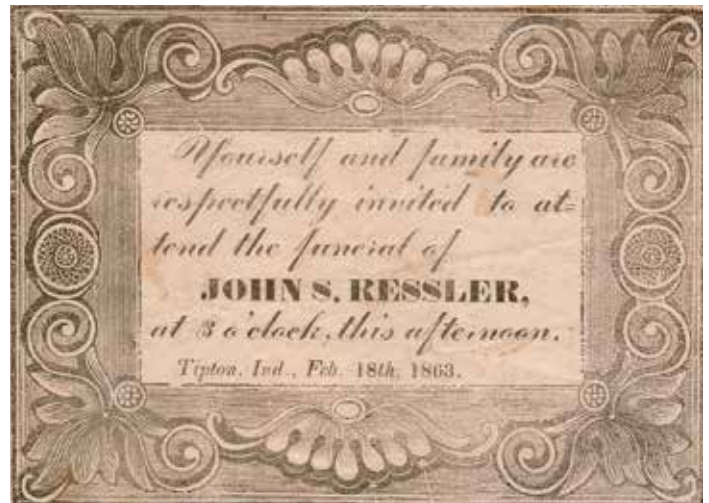 Yourself and family are
respectfully invited to at=
tend the funeral of
JOHN S. RESSLER,
at 3 o'clock, this afternoon.
Tipton, Ind., Feb. 18th, 1863.